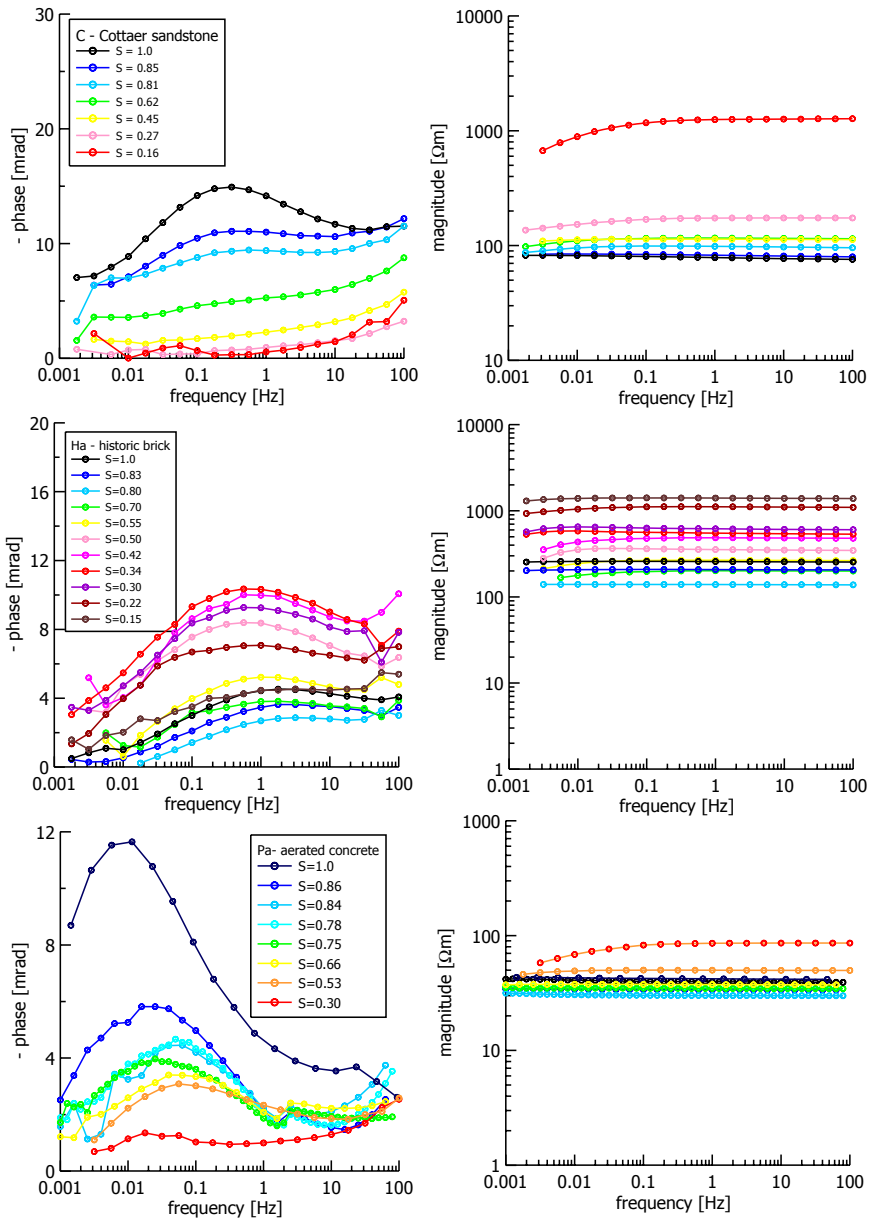 30
20
10
0
- phase [mrad]
C - Cottaer sandstone
S = 1.0
S = 0.85
S = 0.81
S = 0.62
S = 0.45
S = 0.27
S = 0.16
0.001 0.01 0.1 1 10 100
frequency [Hz]
10000
1000
100
10
magnitude [Ωm]
0.001 0.01 0.1 1 10 100
frequency [Hz]
20
16
12
8
4
0
- phase [mrad]
Ha - historic brick
S=1.0
S=0.83
S=0.80
S=0.70
S=0.55
S=0.50
S=0.42
S=0.34
S=0.30
S=0.22
S=0.15
0.001 0.01 0.1 1 10 100
frequency [Hz]
10000
1000
100
10
1
magnitude [Ωm]
0.001 0.01 0.1 1 10 100
frequency [Hz]
12
8
4
0
- phase [mrad]
Pa- aerated concrete
S=1.0
S=0.86
S=0.84
S=0.78
S=0.75
S=0.66
S=0.53
S=0.30
0.001 0.01 0.1 1 10 100
frequency [Hz]
1000
100
10
1
magnitude [Ωm]
0.001 0.01 0.1 1 10 100
frequency [Hz]